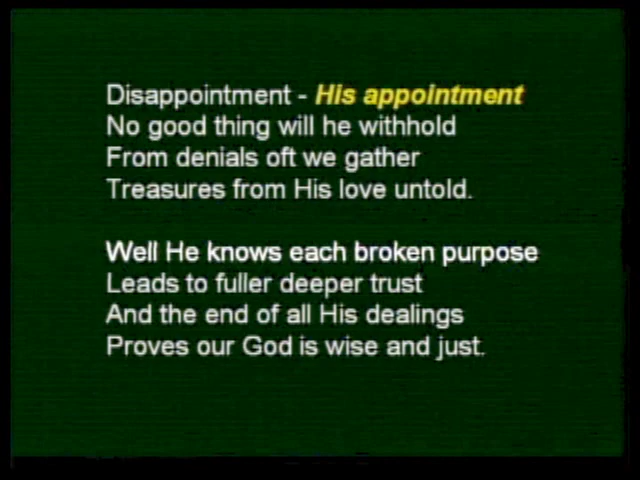 Disappointment - His appointment
No good thing will he withhold
From denials oft we gather
Treasures from His love untold.
Well He knows each broken purpose
Leads to fuller deeper trust
And the end of all His dealings
Proves our God is wise and just.